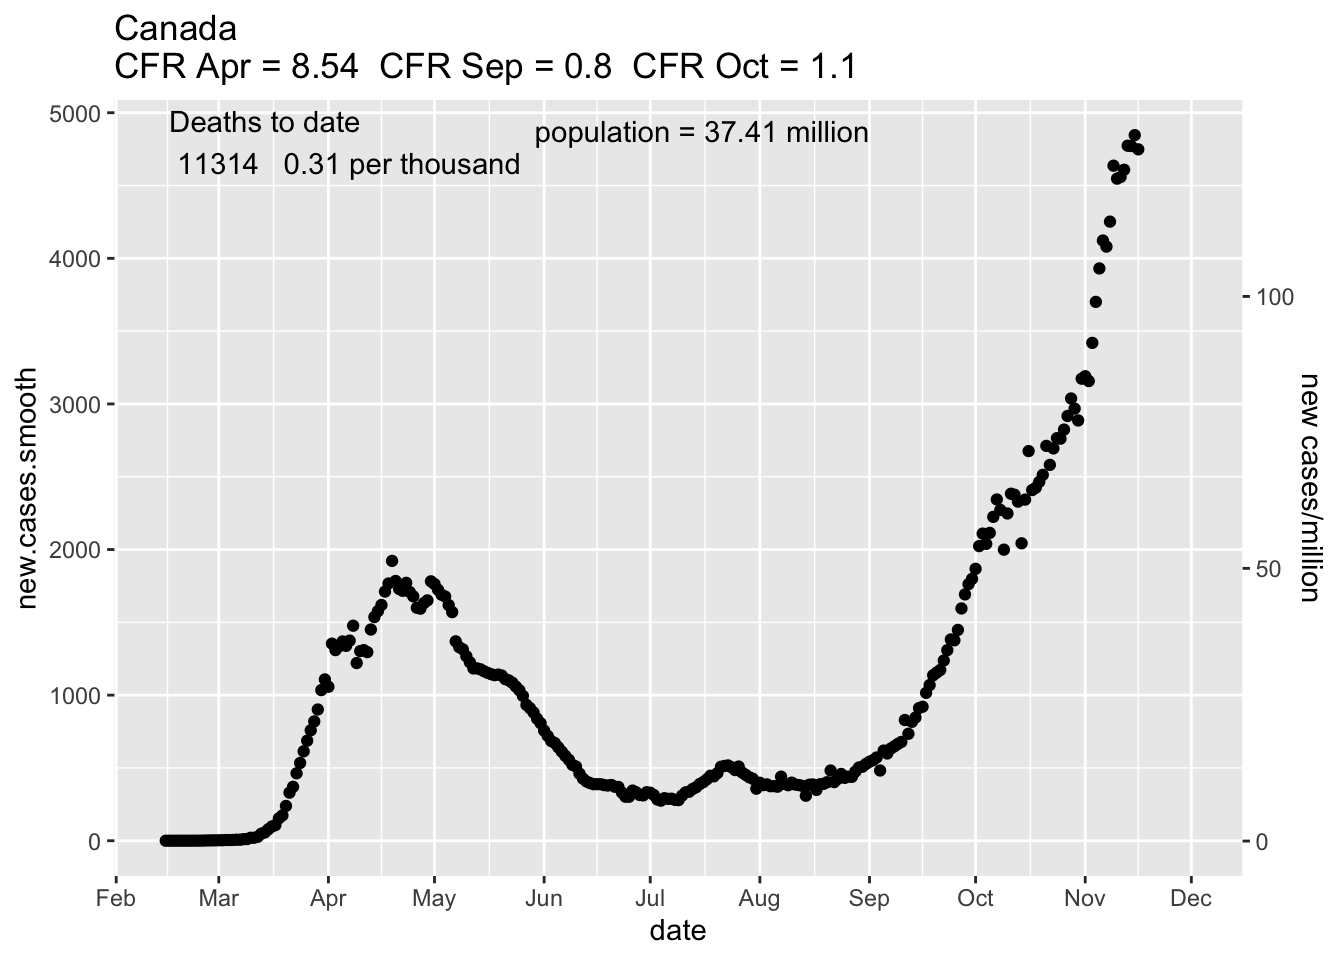 Canada
CFR Apr = 8.54  CFR Sep = 0.8  CFR Oct = 1.1
Deaths to date
11314   0.31 per thousand
population = 37.41 million
5000
4000
3000
2000
1000
0
new.cases.smooth
100
50
0
new cases/million
Feb Mar Apr May Jun Jul Aug Sep Oct Nov Dec
date